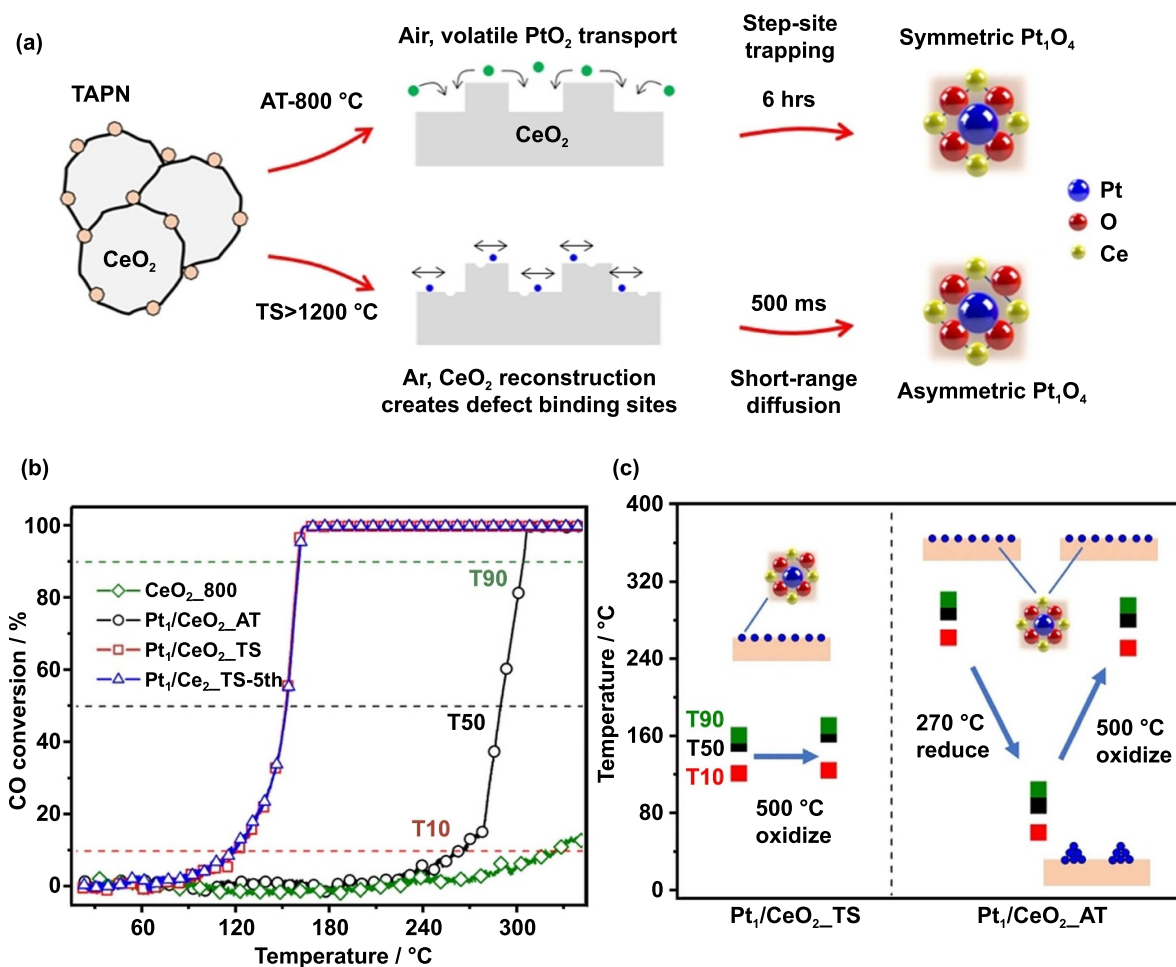 (a)
TAPN
CeO₂
AT-800 °C
TS>1200 °C
Air, volatile PtO₂ transport
CeO₂
Ar, CeO₂ reconstruction
creates defect binding sites
Step-site
trapping
6 hrs
500 ms
Short-range
diffusion
Symmetric Pt₁O₄
Pt
O
Ce
Asymmetric Pt₁O₄
(b)
CO conversion / %
100
80
60
40
20
0
T90
T50
T10
CeO₂_800
Pt₁/CeO₂_AT
Pt₁/CeO₂_TS
Pt₁/Ce₂_TS-5th
60
120
180
240
300
Temperature / °C
(c)
Temperature / °C
400
320
240
160
80
0
T90
T50
T10
500 °C
oxidize
270 °C
reduce
500 °C
oxidize
Pt₁/CeO₂_TS
Pt₁/CeO₂_AT